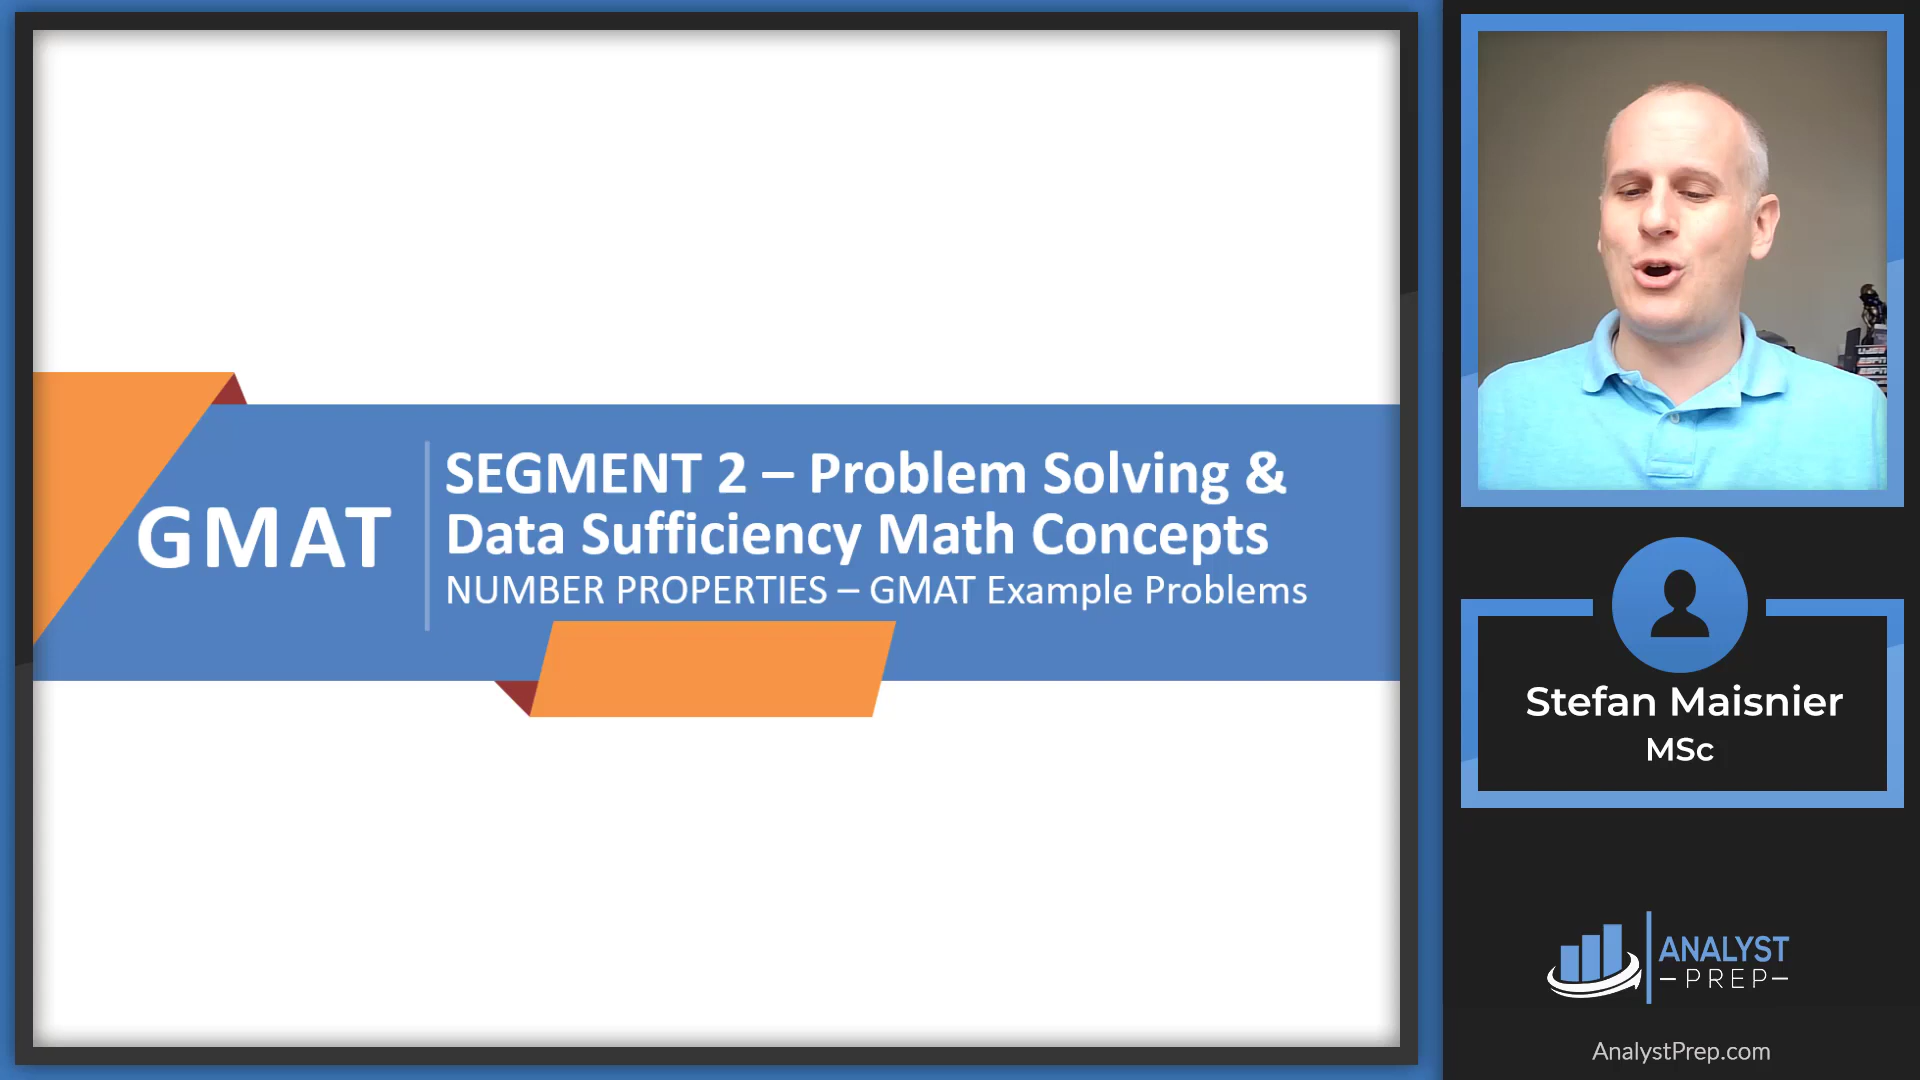 GMAT
SEGMENT 2 – Problem Solving &
Data Sufficiency Math Concepts
NUMBER PROPERTIES – GMAT Example Problems
Stefan Maisnier
MSc
ANALYST
PREP
AnalystPrep.com